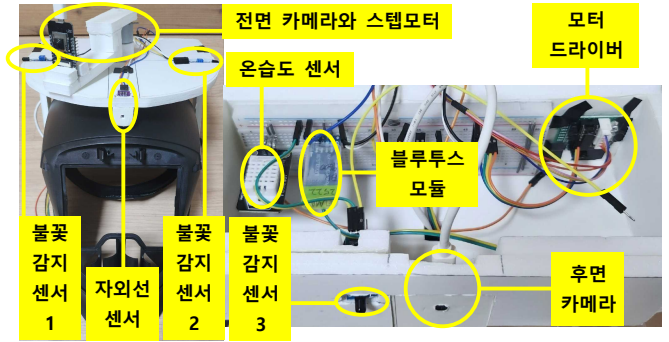 전면 카메라와 스텝모터
모터
드라이버
온습도 센서
블루투스
모듈
불꽃
감지
센서
1
자외선
센서
불꽃
감지
센서
2
불꽃
감지
센서
3
후면
카메라